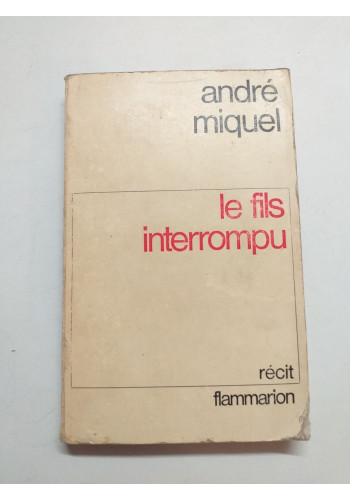 andré
miquel
le fils
interrompu
récit
flammarion